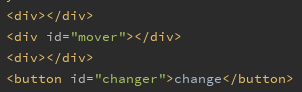 <div></div>
<div id="mover"></div>
<div></div>
<button id="changer">change</button>